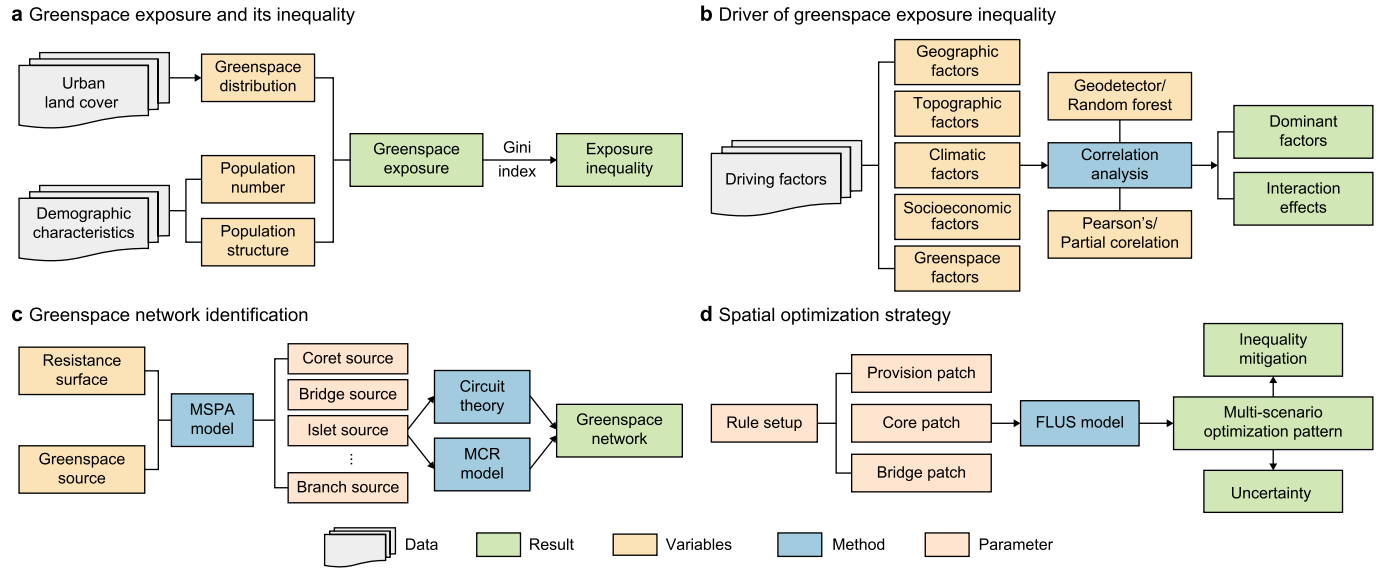 a Greenspace exposure and its inequality
Urban
land cover
Greenspace
distribution
Demographic
characteristics
Population
number
Population
structure
Greenspace
exposure
Gini
index
Exposure
inequality
b Driver of greenspace exposure inequality
Driving factors
Geographic
factors
Topographic
factors
Climatic
factors
Socioeconomic
factors
Greenspace
factors
Geodetector/
Random forest
Correlation
analysis
Pearson's/
Partial corelation
Dominant
factors
Interaction
effects
c Greenspace network identification
Resistance
surface
Greenspace
source
MSPA
model
Coret source
Bridge source
Islet source
⋮
Branch source
Circuit
theory
MCR
model
Greenspace
network
d Spatial optimization strategy
Rule setup
Provision patch
Core patch
Bridge patch
FLUS model
Inequality
mitigation
Multi-scenario
optimization pattern
Uncertainty
Data
Result
Variables
Method
Parameter